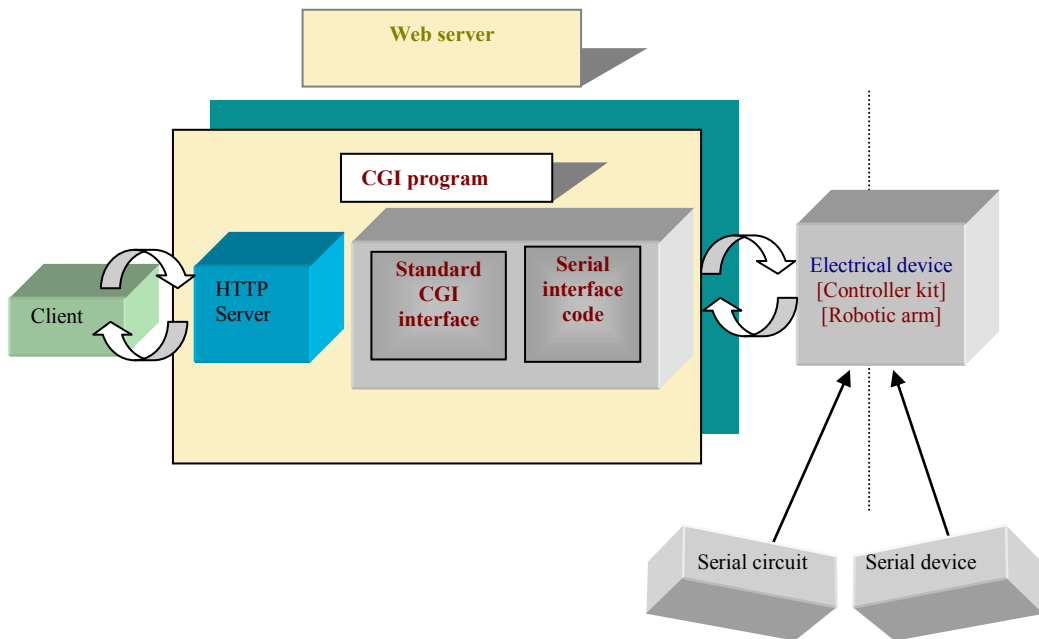 Web server
CGI program
Client
HTTP
Server
Standard
CGI
interface
Serial
interface
code
Electrical device
[Controller kit]
[Robotic arm]
Serial circuit
Serial device